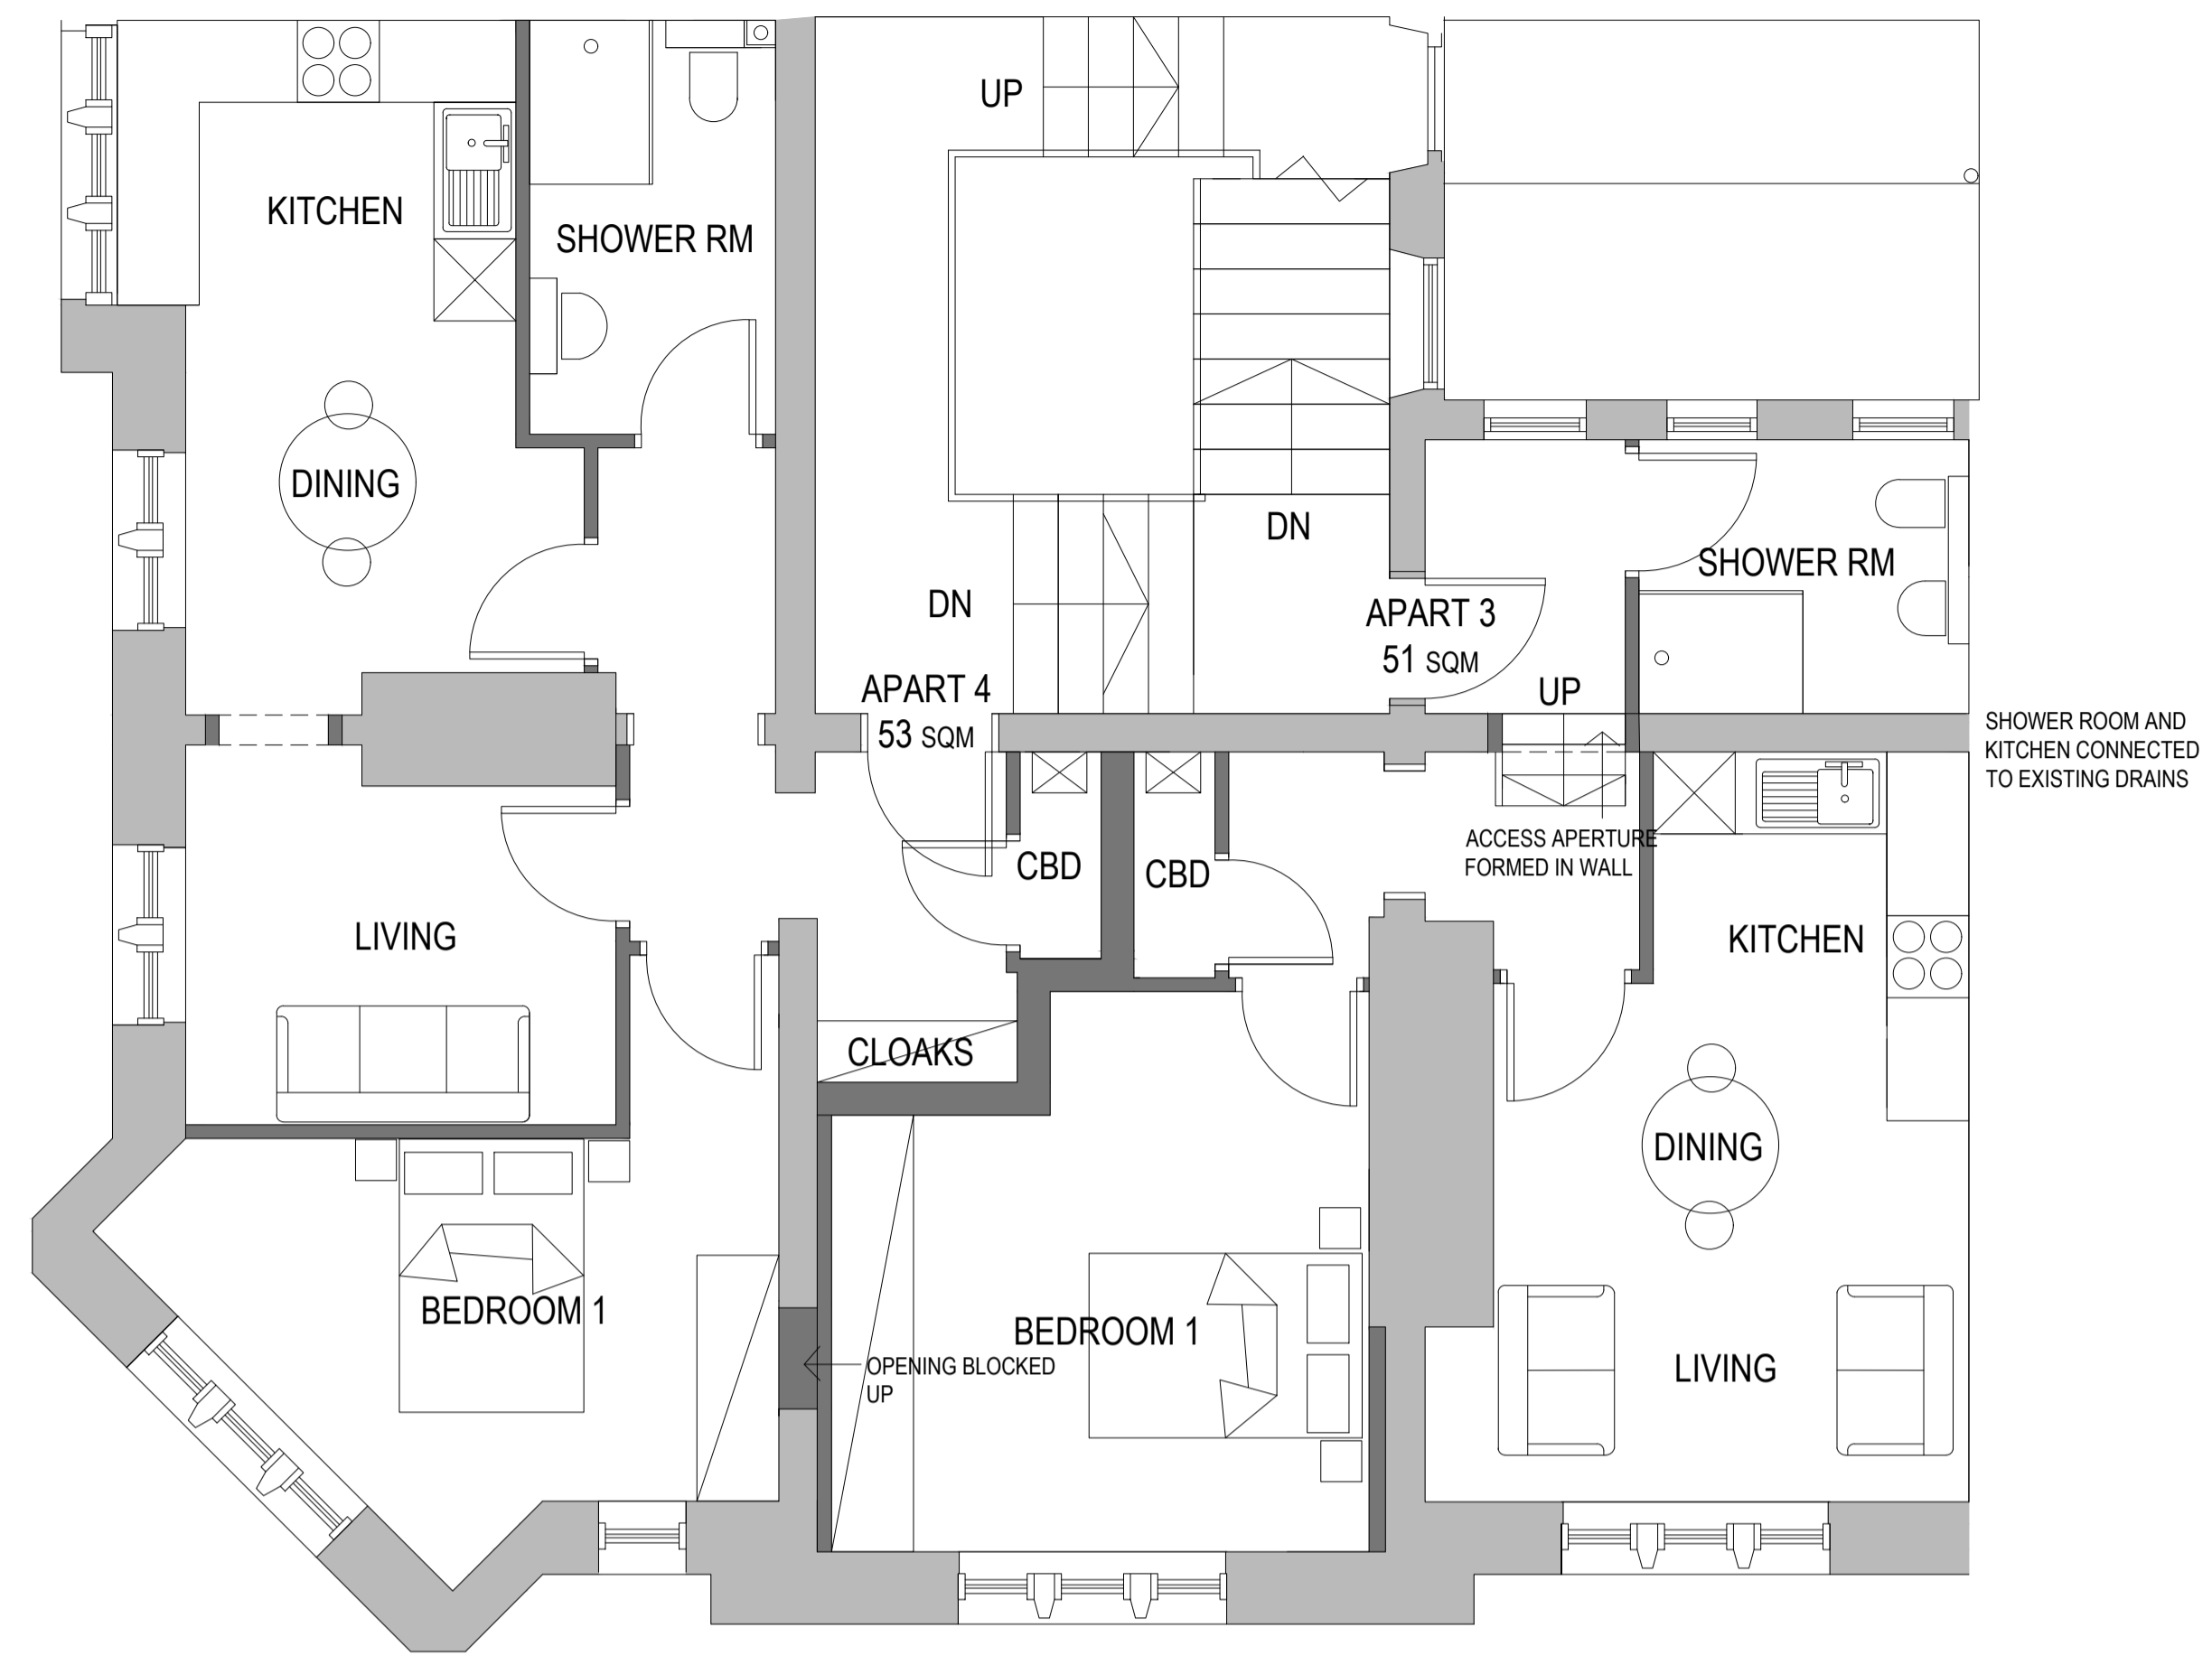 UP
KITCHEN
SHOWER RM
DINING
DN
SHOWER RM
DN
APART 3
51 SQM
APART 4
53 SQM
UP
SHOWER ROOM AND
KITCHEN CONNECTED
TO EXISTING DRAINS
ACCESS APERTURE
FORMED IN WALL
CBD
CBD
LIVING
KITCHEN
CLOAKS
DINING
BEDROOM 1
BEDROOM 1
OPENING BLOCKED
UP
LIVING